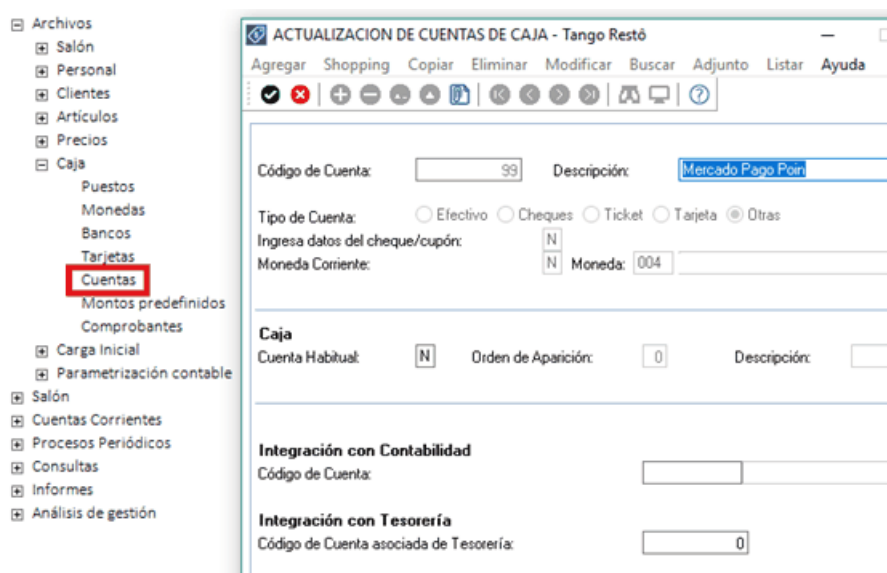 Archivos
Salón
Personal
Clientes
Artículos
Precios
Caja
Puestos
Monedas
Bancos
Tarjetas
Cuentas
Montos predefinidos
Comprobantes
Carga Inicial
Parametrización contable
Salón
Cuentas Corrientes
Procesos Periódicos
Consultas
Informes
Análisis de gestión
ACTUALIZACION DE CUENTAS DE CAJA - Tango Restó
Agregar Shopping Copiar Eliminar Modificar Buscar Adjunto Listar Ayuda
Código de Cuenta: 99 Descripción: Mercado Pago Poin
Tipo de Cuenta: Efectivo Cheques Ticket Tarjeta Otras
Ingresa datos del cheque/cupón: N
Moneda Corriente: N Moneda: 004
Caja
Cuenta Habitual: N Orden de Aparición: 0 Descripción:
Integración con Contabilidad
Código de Cuenta:
Integración con Tesorería
Código de Cuenta asociada de Tesorería: 0